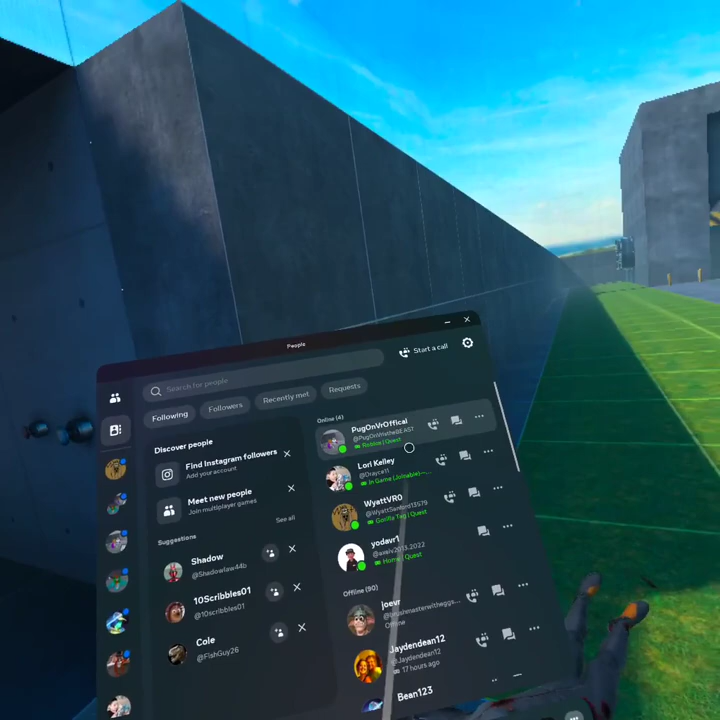 People
Search for people
Start a call
Following
Followers
Recently met
Requests
Discover people
Find Instagram followers
Add your account
Meet new people
Join multiplayer games
Suggestions
See all
Shadow
@Shadowlaw44b
10Scribbles01
@10scribbles01
Cole
@FishGuy26
Online (4)
PugOnVrOffical
Quest
Lori Kelley
@Drayca11
In Game (Joinable)-...
WyattVR0
@WyattSanford13579
Gorilla Tag | Quest
yodavr1
Home | Quest
Offline (90)
joevr
Offline
Jaydendean12
@Jaydendean12
17 hours ago
Bean123